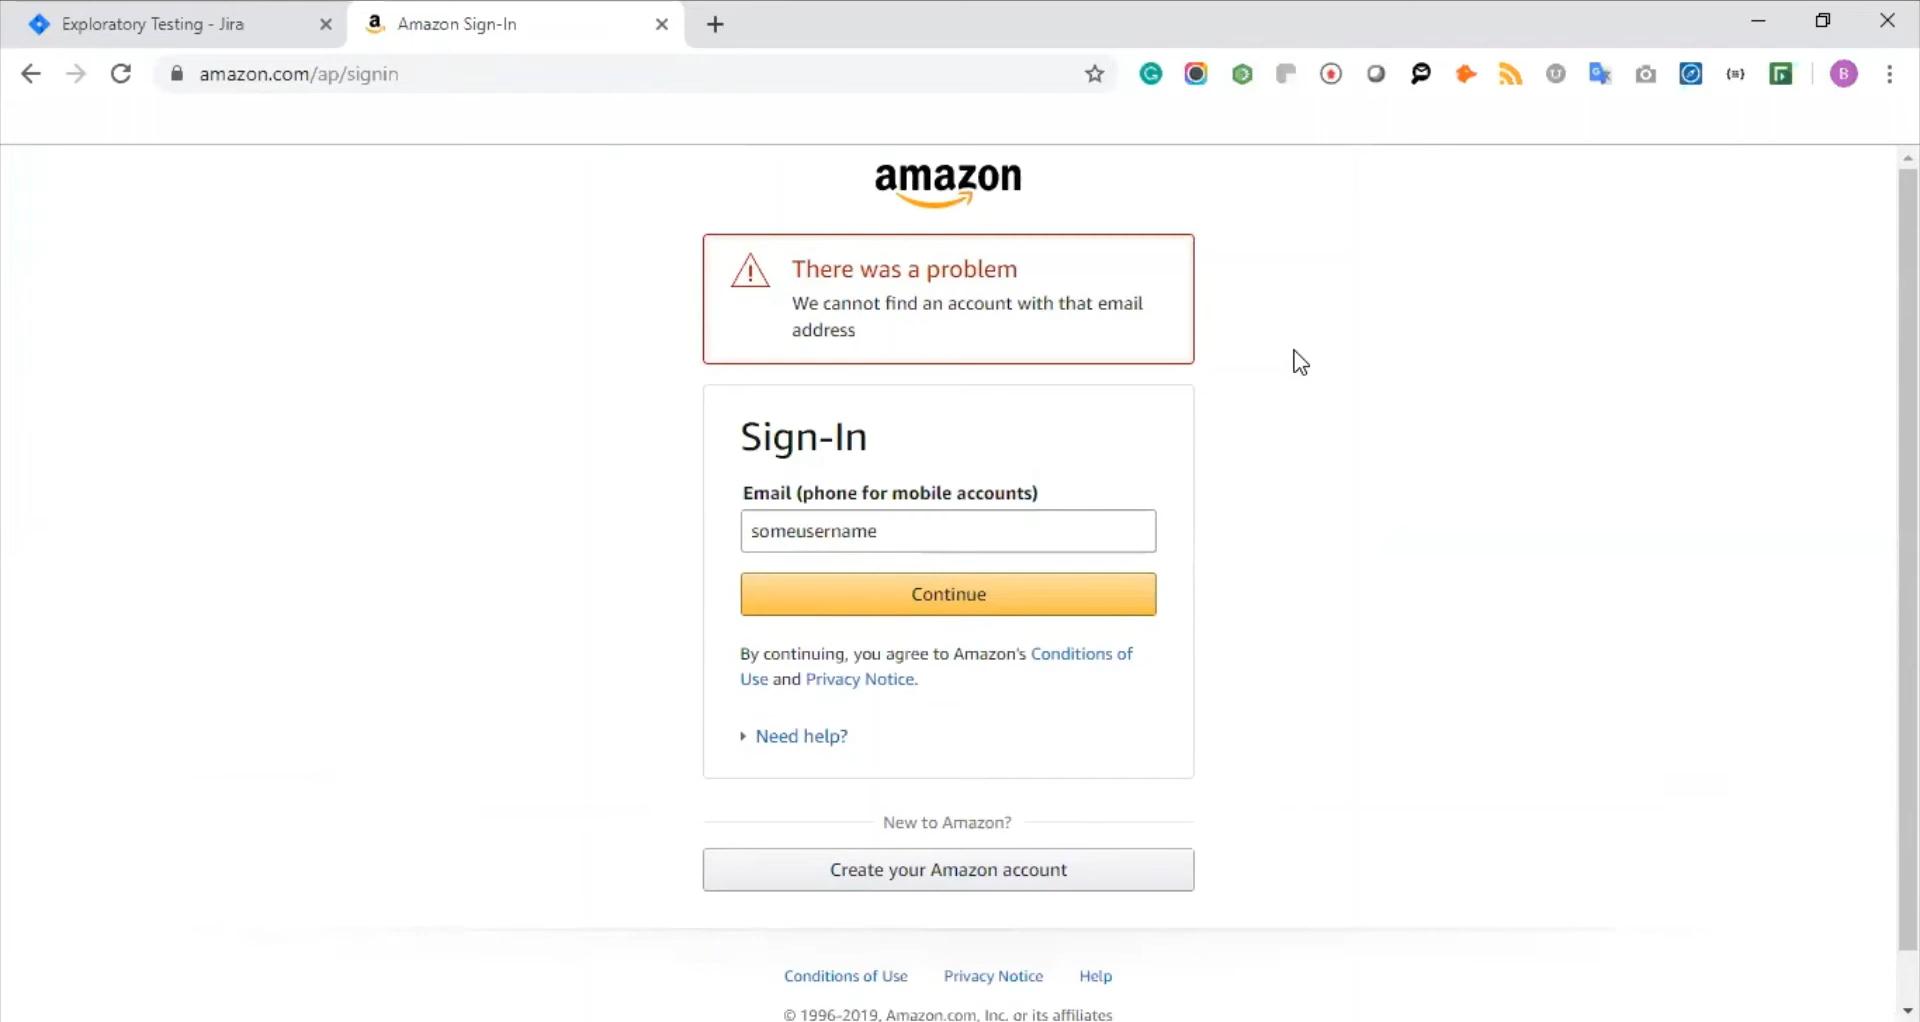 Exploratory Testing - Jira
Amazon Sign-In
amazon.com/ap/signin
B
amazon
There was a problem
We cannot find an account with that email
address
Sign-In
Email (phone for mobile accounts)
someusername
Continue
By continuing, you agree to Amazon's Conditions of
Use and Privacy Notice.
Need help?
New to Amazon?
Create your Amazon account
Conditions of Use Privacy Notice Help
© 1996-2019, Amazon.com, Inc. or its affiliates